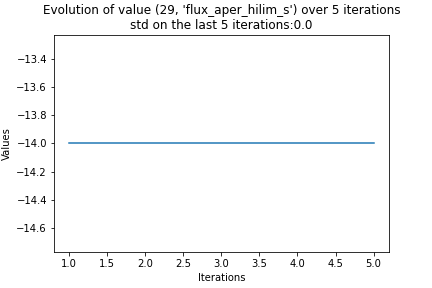 Evolution of value (29, 'flux_aper_hilim_s') over 5 iterations
std on the last 5 iterations:0.0
Values
−13.4
−13.6
−13.8
−14.0
−14.2
−14.4
−14.6
1.0 1.5 2.0 2.5 3.0 3.5 4.0 4.5 5.0
Iterations